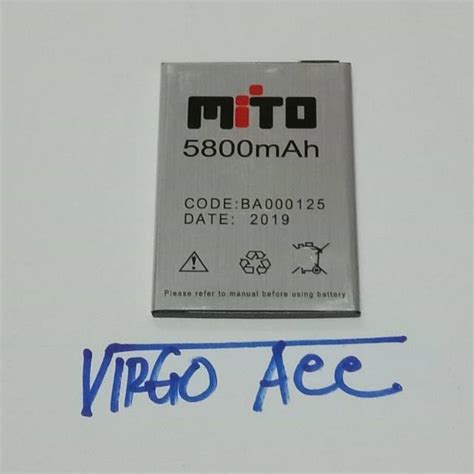 MiTO
5800mAh
CODE:BA000125
DATE: 2019
Please refer to manual before using battery
VIRGO Acc